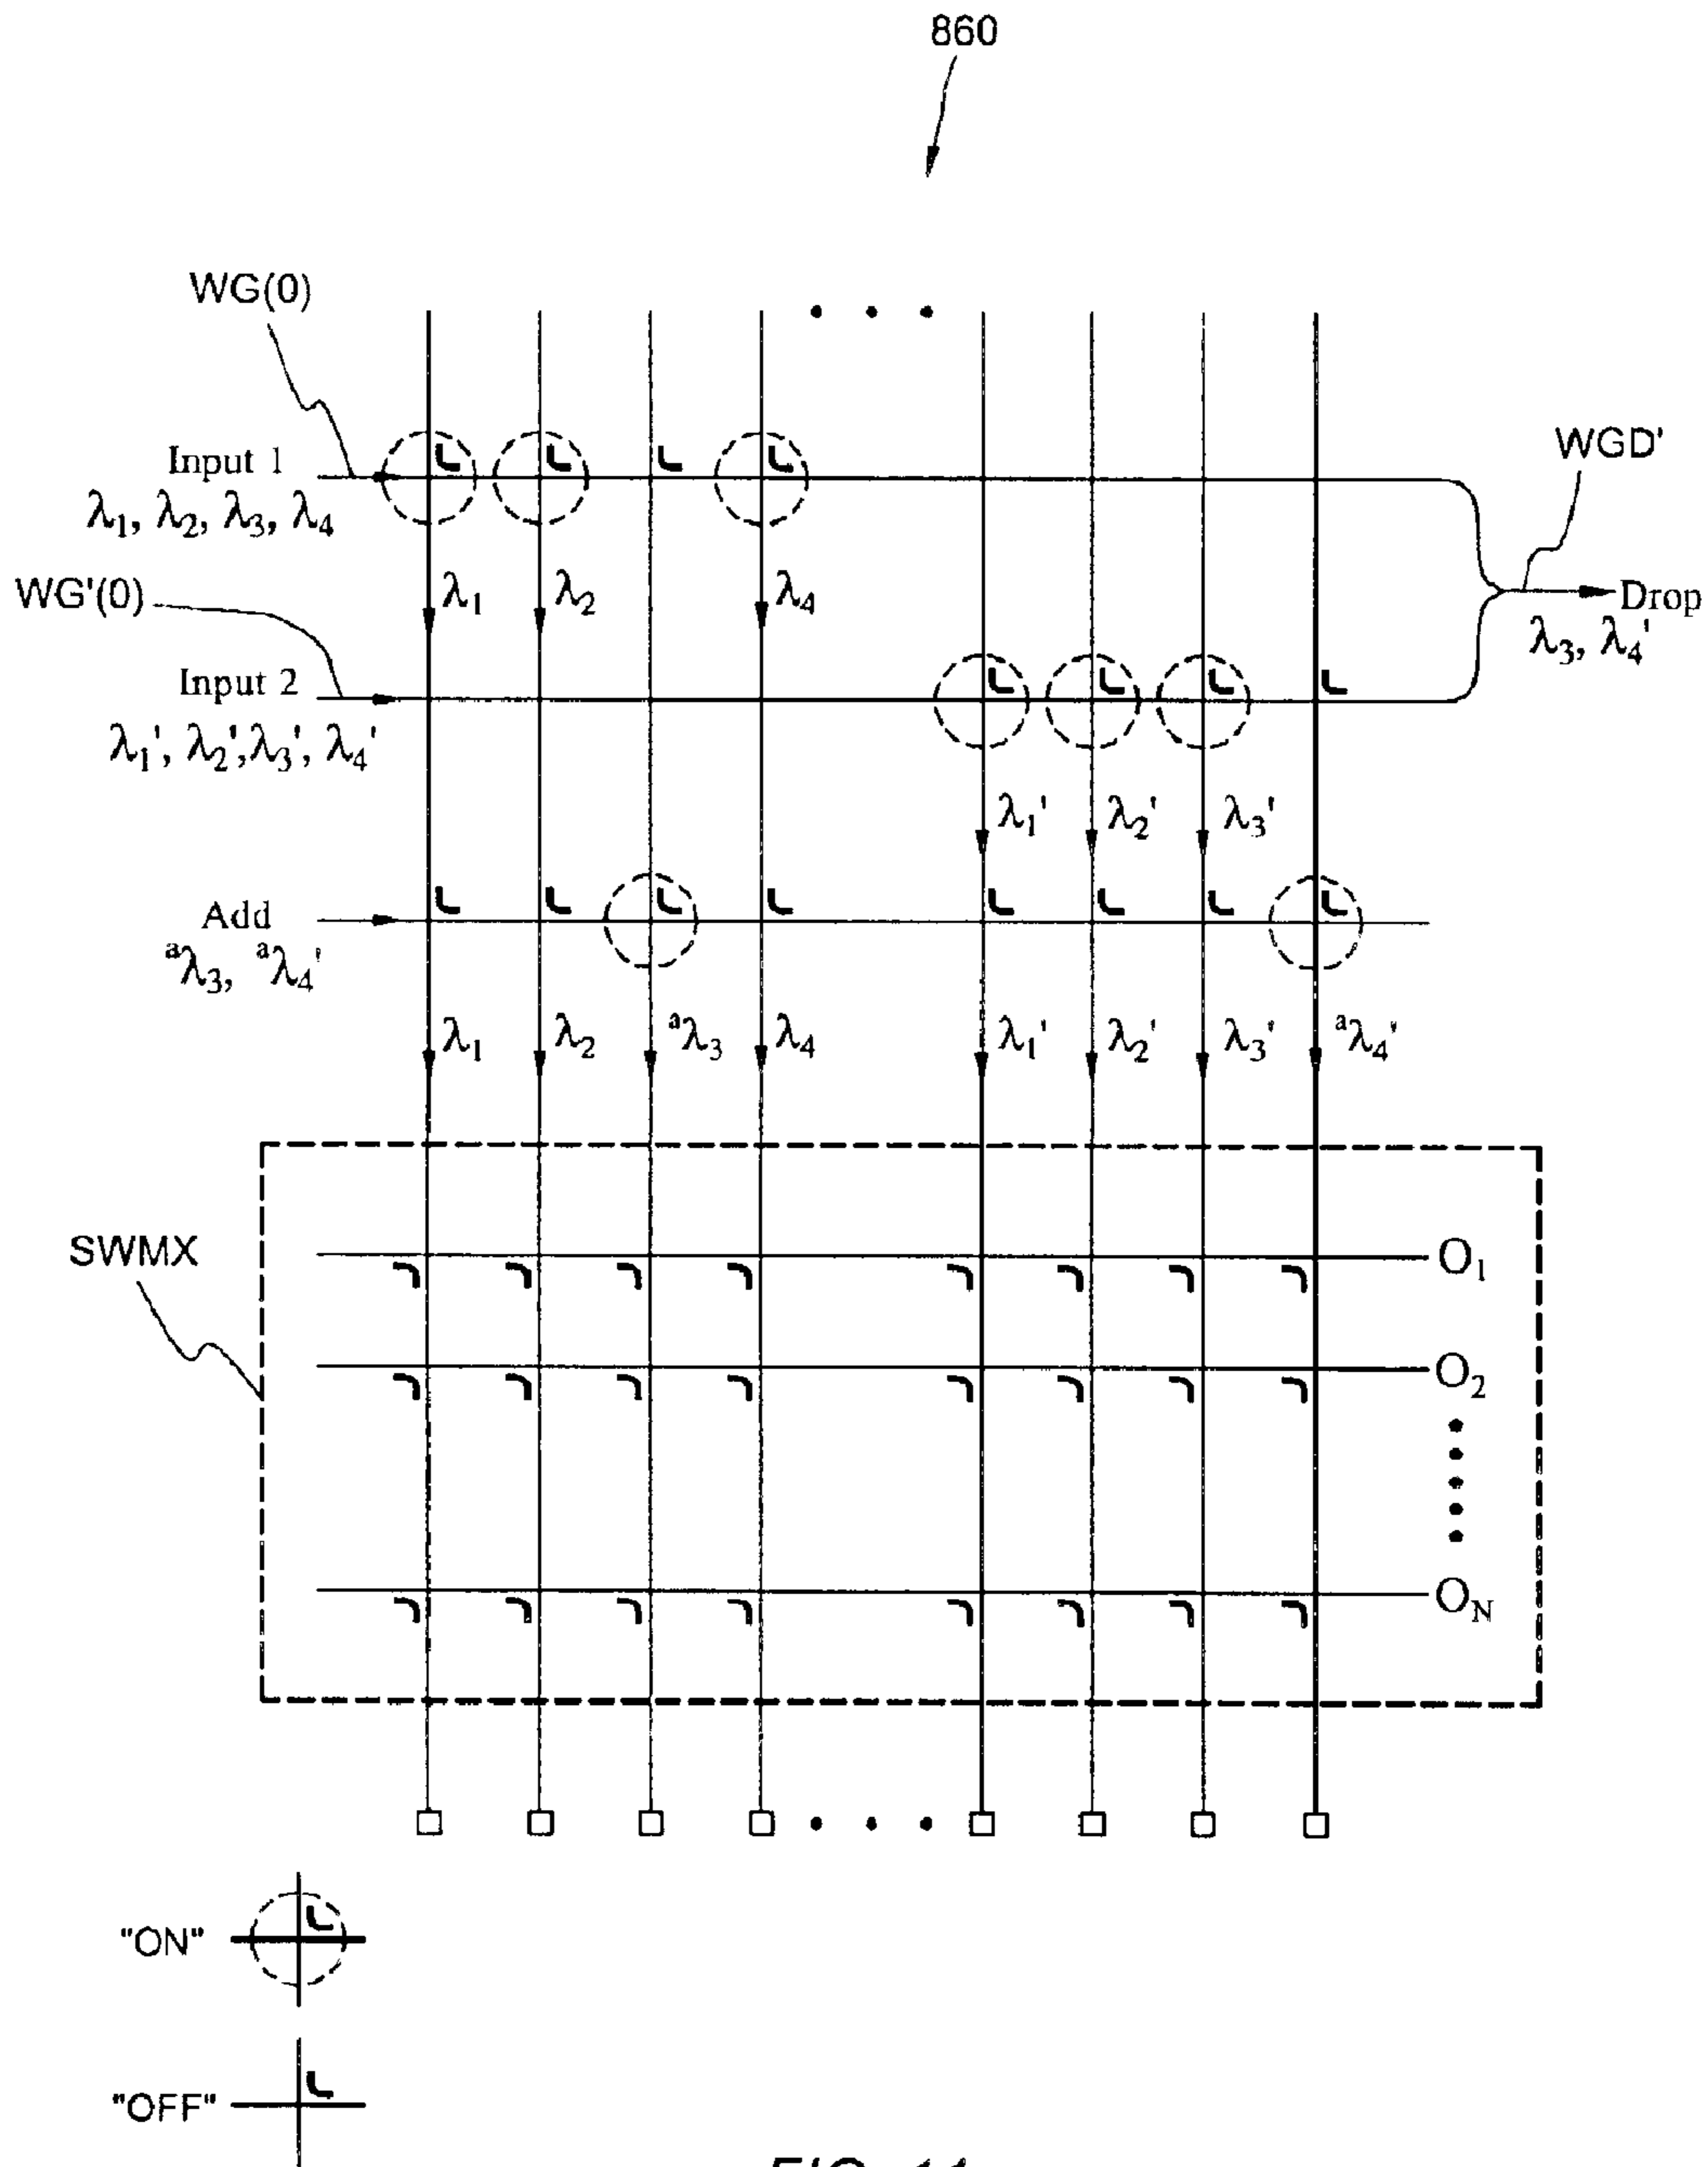 860
WG(0)
Input 1
λ₁, λ₂, λ₃, λ₄
WGD'
WG'(0)
λ₁ λ₂ λ₄
Drop
λ₃, λ₄'
Input 2
λ₁', λ₂',λ₃', λ₄'
λ₁' λ₂' λ₃'
Add
ᵃλ₃, ᵃλ₄'
λ₁ λ₂ ᵃλ₃ λ₄ λ₁' λ₂' λ₃' ᵃλ₄'
SWMX
O₁
O₂
O_N
"ON"
"OFF"